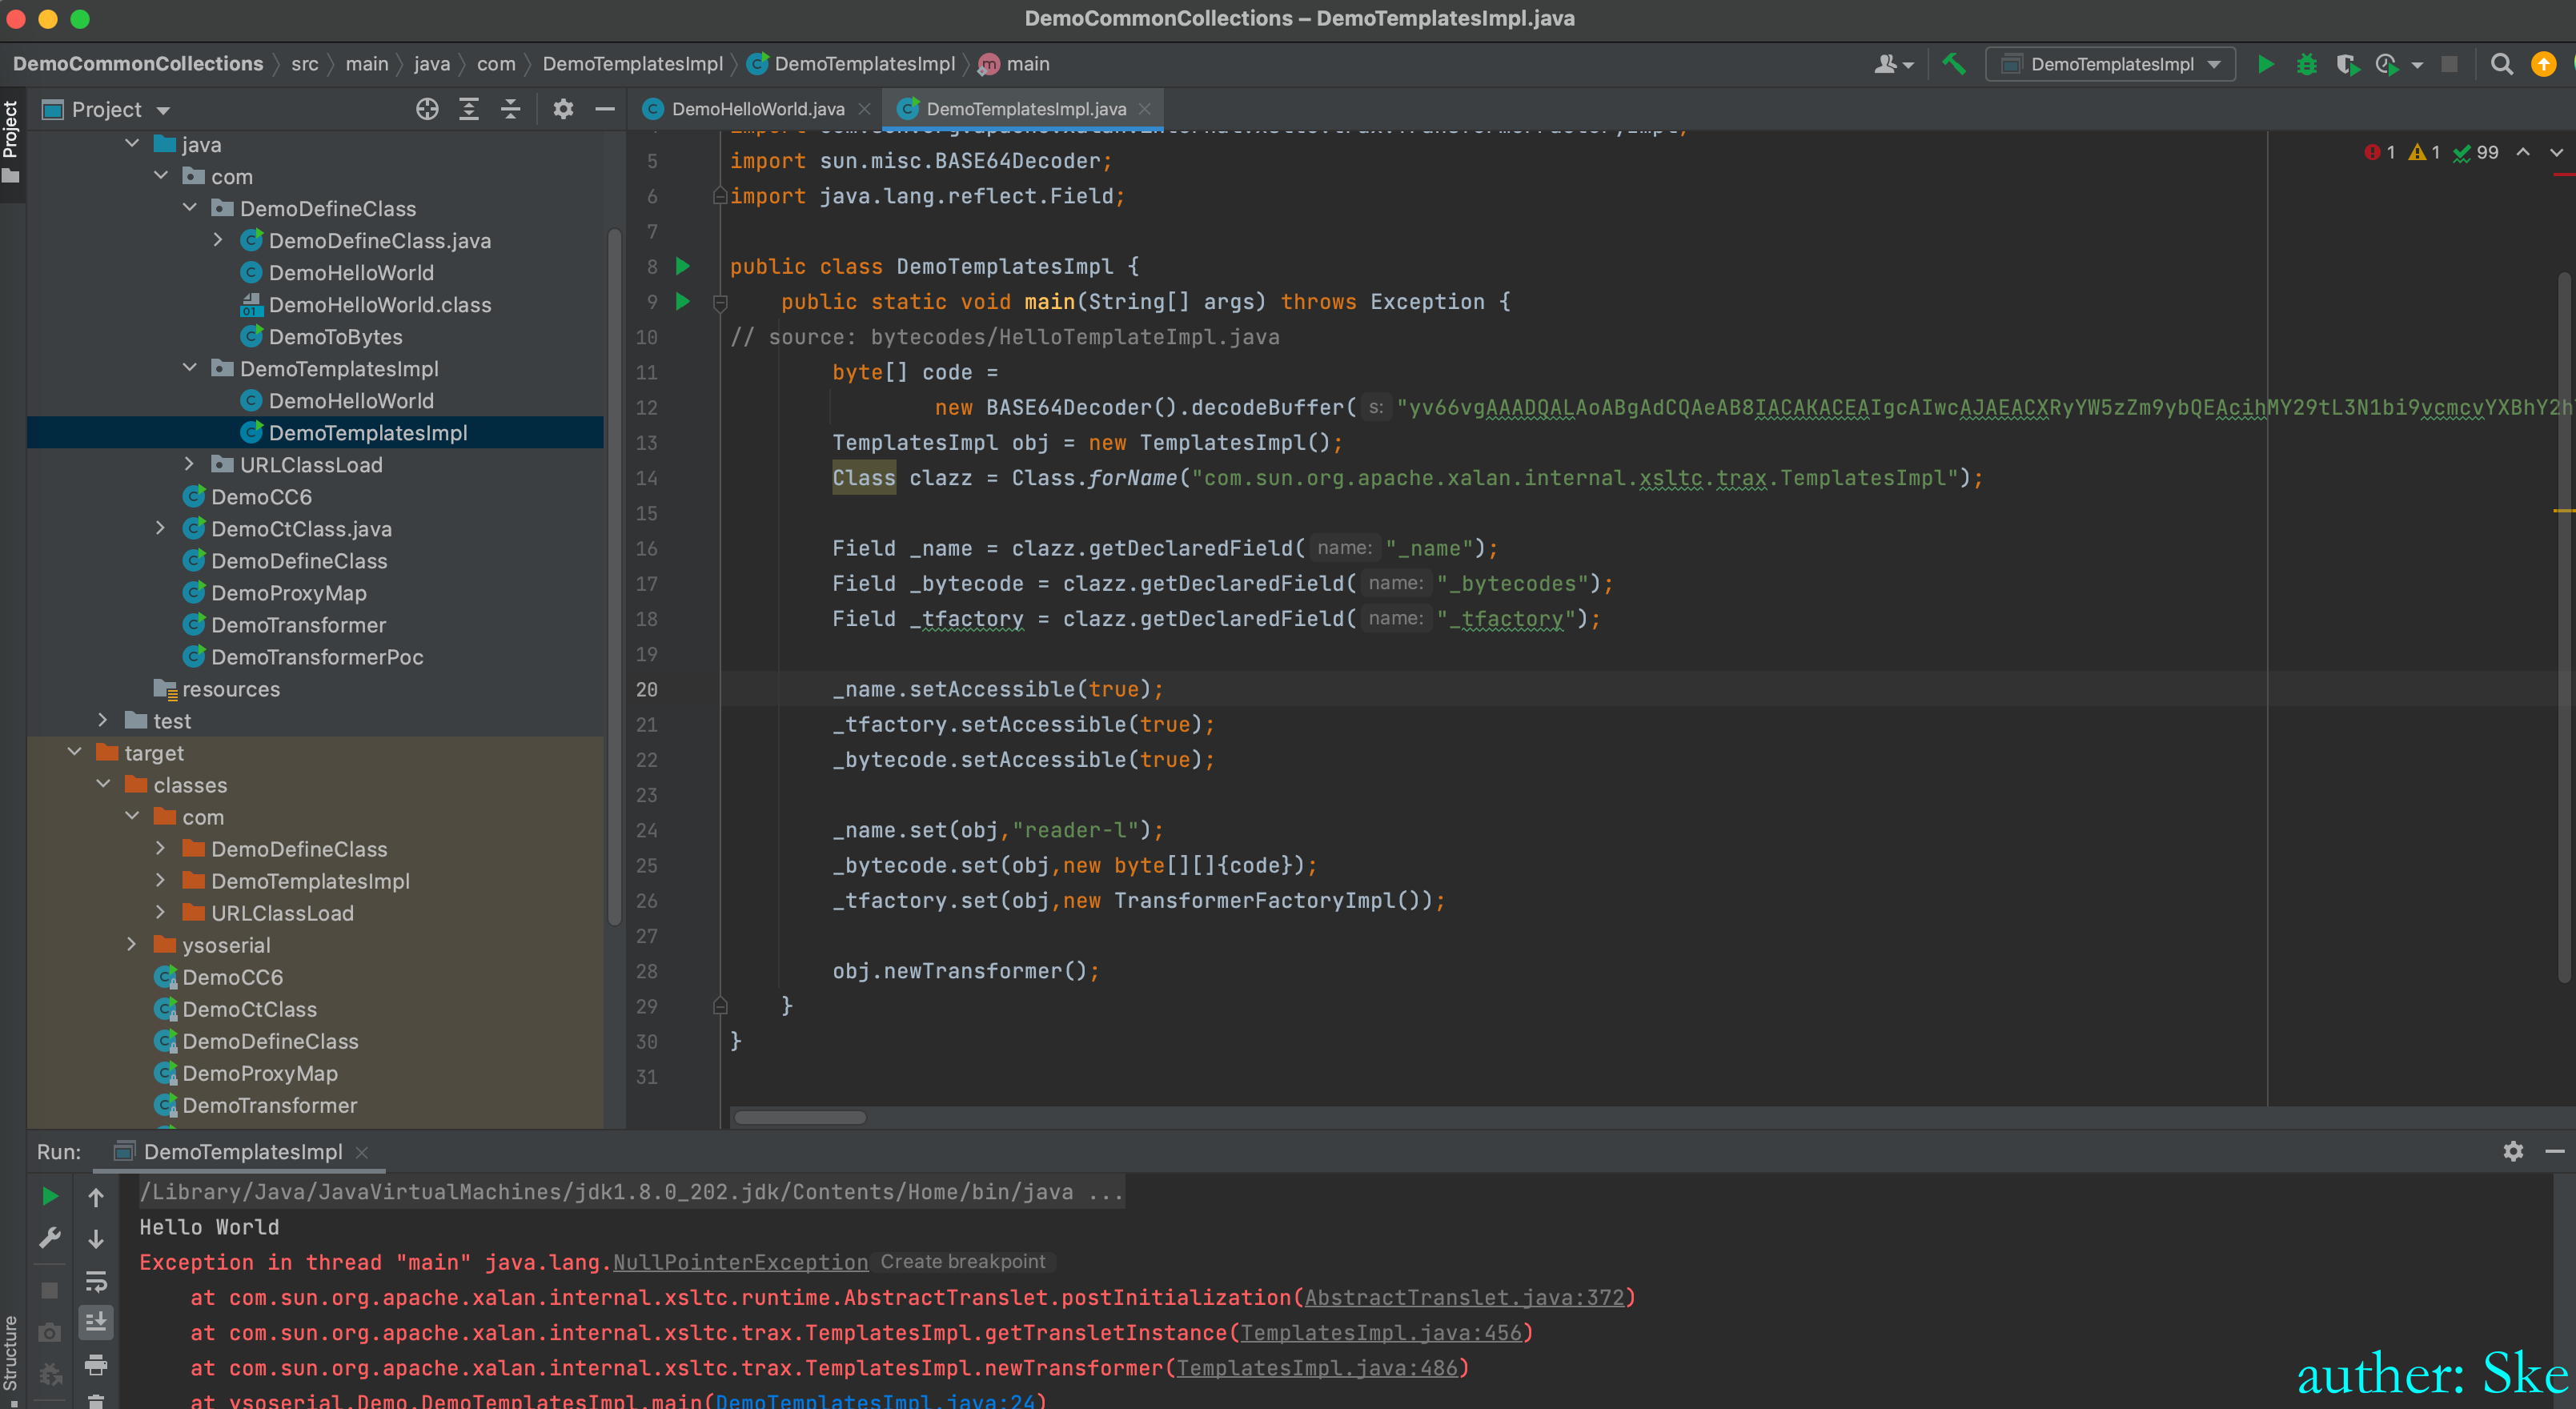 DemoCommonCollections – DemoTemplatesImpl.java
DemoCommonCollections src main java com DemoTemplatesImpl DemoTemplatesImpl main
DemoTemplatesImpl
Project
Project
DemoHelloWorld.java
DemoTemplatesImpl.java
java
com
DemoDefineClass
DemoDefineClass.java
DemoHelloWorld
DemoHelloWorld.class
DemoToBytes
DemoTemplatesImpl
DemoHelloWorld
DemoTemplatesImpl
URLClassLoad
DemoCC6
DemoCtClass.java
DemoDefineClass
DemoProxyMap
DemoTransformer
DemoTransformerPoc
resources
test
target
classes
com
DemoDefineClass
DemoTemplatesImpl
URLClassLoad
ysoserial
DemoCC6
DemoCtClass
DemoDefineClass
DemoProxyMap
DemoTransformer
1 1 99
5 import sun.misc.BASE64Decoder;
6 import java.lang.reflect.Field;
7
8 public class DemoTemplatesImpl {
9 public static void main(String[] args) throws Exception {
10 // source: bytecodes/HelloTemplateImpl.java
11 byte[] code =
12 new BASE64Decoder().decodeBuffer( s: "yv66vgAAADQALAoABgAdCQAeAB8IACAKACEAIgcAIwcAJAEACXRyYW5zZm9ybQEAcihMY29tL3N1bi9vcmcvYXBhY2h
13 TemplatesImpl obj = new TemplatesImpl();
14 Class clazz = Class.forName("com.sun.org.apache.xalan.internal.xsltc.trax.TemplatesImpl");
15
16 Field _name = clazz.getDeclaredField( name: "_name");
17 Field _bytecode = clazz.getDeclaredField( name: "_bytecodes");
18 Field _tfactory = clazz.getDeclaredField( name: "_tfactory");
19
20 _name.setAccessible(true);
21 _tfactory.setAccessible(true);
22 _bytecode.setAccessible(true);
23
24 _name.set(obj,"reader-l");
25 _bytecode.set(obj,new byte[][]{code});
26 _tfactory.set(obj,new TransformerFactoryImpl());
27
28 obj.newTransformer();
29 }
30 }
31
Run: DemoTemplatesImpl
/Library/Java/JavaVirtualMachines/jdk1.8.0_202.jdk/Contents/Home/bin/java ...
Hello World
Exception in thread "main" java.lang.NullPointerException Create breakpoint
at com.sun.org.apache.xalan.internal.xsltc.runtime.AbstractTranslet.postInitialization(AbstractTranslet.java:372)
at com.sun.org.apache.xalan.internal.xsltc.trax.TemplatesImpl.getTransletInstance(TemplatesImpl.java:456)
at com.sun.org.apache.xalan.internal.xsltc.trax.TemplatesImpl.newTransformer(TemplatesImpl.java:486)
at ysoserial.Demo.DemoTemplatesImpl.main(DemoTemplatesImpl.java:24)
Structure
auther: Ske